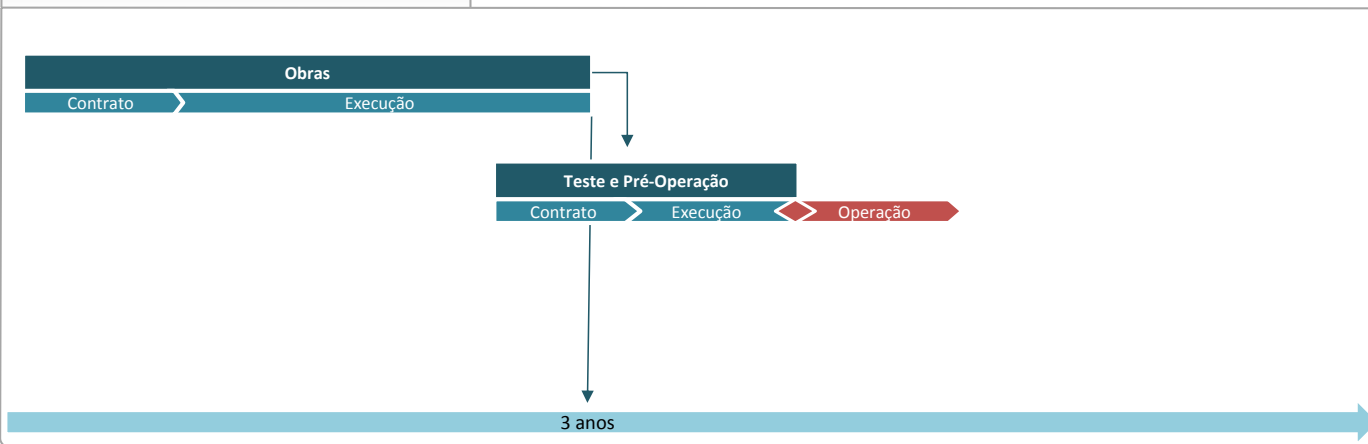 Obras
Contrato Execução
Teste e Pré-Operação
Contrato Execução Operação
3 anos